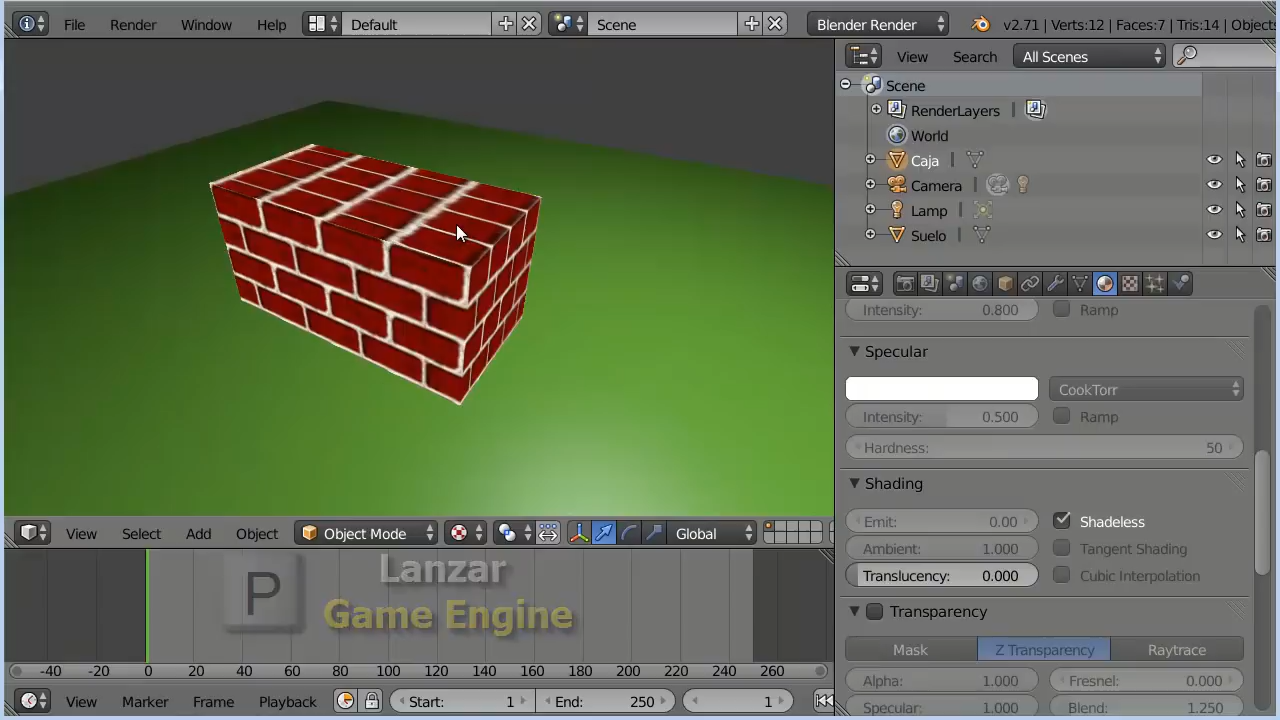 File Render Window Help Default Scene Blender Render v2.71 | Verts:12 | Faces:7 | Tris:14 | Objects
View Search All Scenes
Scene
RenderLayers
World
Caja
Camera
Lamp
Suelo
Intensity: 0.800 Ramp
Specular
CookTorr
Intensity: 0.500 Ramp
Hardness: 50
Shading
Emit: 0.00 Shadeless
Ambient: 1.000 Tangent Shading
Translucency: 0.000 Cubic Interpolation
Transparency
Mask Z Transparency Raytrace
Alpha: 1.000 Fresnel: 0.000
Specular: 1.000 Blend: 1.250
View Select Add Object Object Mode Global
P
Lanzar
Game Engine
-40 -20 0 20 40 60 80 100 120 140 160 180 200 220 240 260
View Marker Frame Playback Start: 1 End: 250 1